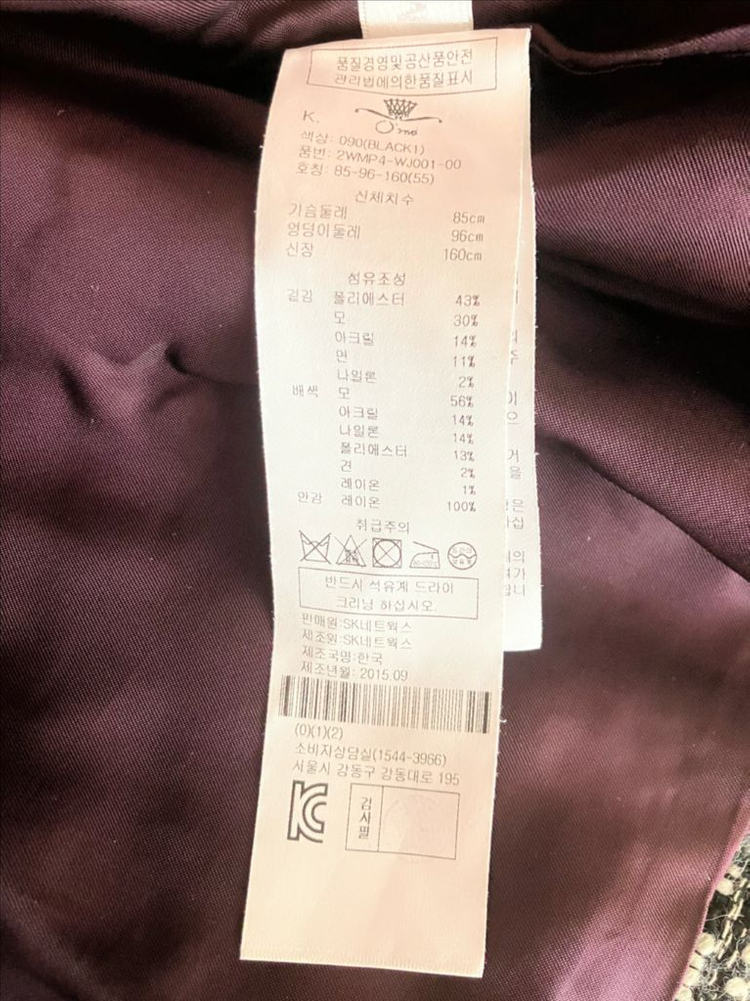 품질경영및공산품안전
관리법에의한품질표시
K.
O'2nd
색상: 090(BLACK1)
품번: 2WMP4-WJ001-00
호칭: 85-96-160(55)
신체치수
가슴둘레 85cm
엉덩이둘레 96cm
신장 160cm
섬유조성
겉감 폴리에스터 43%
모 30%
아크릴 14%
면 11%
나일론 2%
배색 모 56%
아크릴 14%
나일론 14%
폴리에스터 13%
견 2%
레이온 1%
안감 레이온 100%
취급주의
반드시 석유계 드라이
크리닝 하십시오.
판매원:SK네트웍스
제조원:SK네트웍스
제조국명:한국
제조년월: 2015.09
(0)(1)(2)
소비자상담실(1544-3966)
서울시 강동구 강동대로 195
KC
검사필